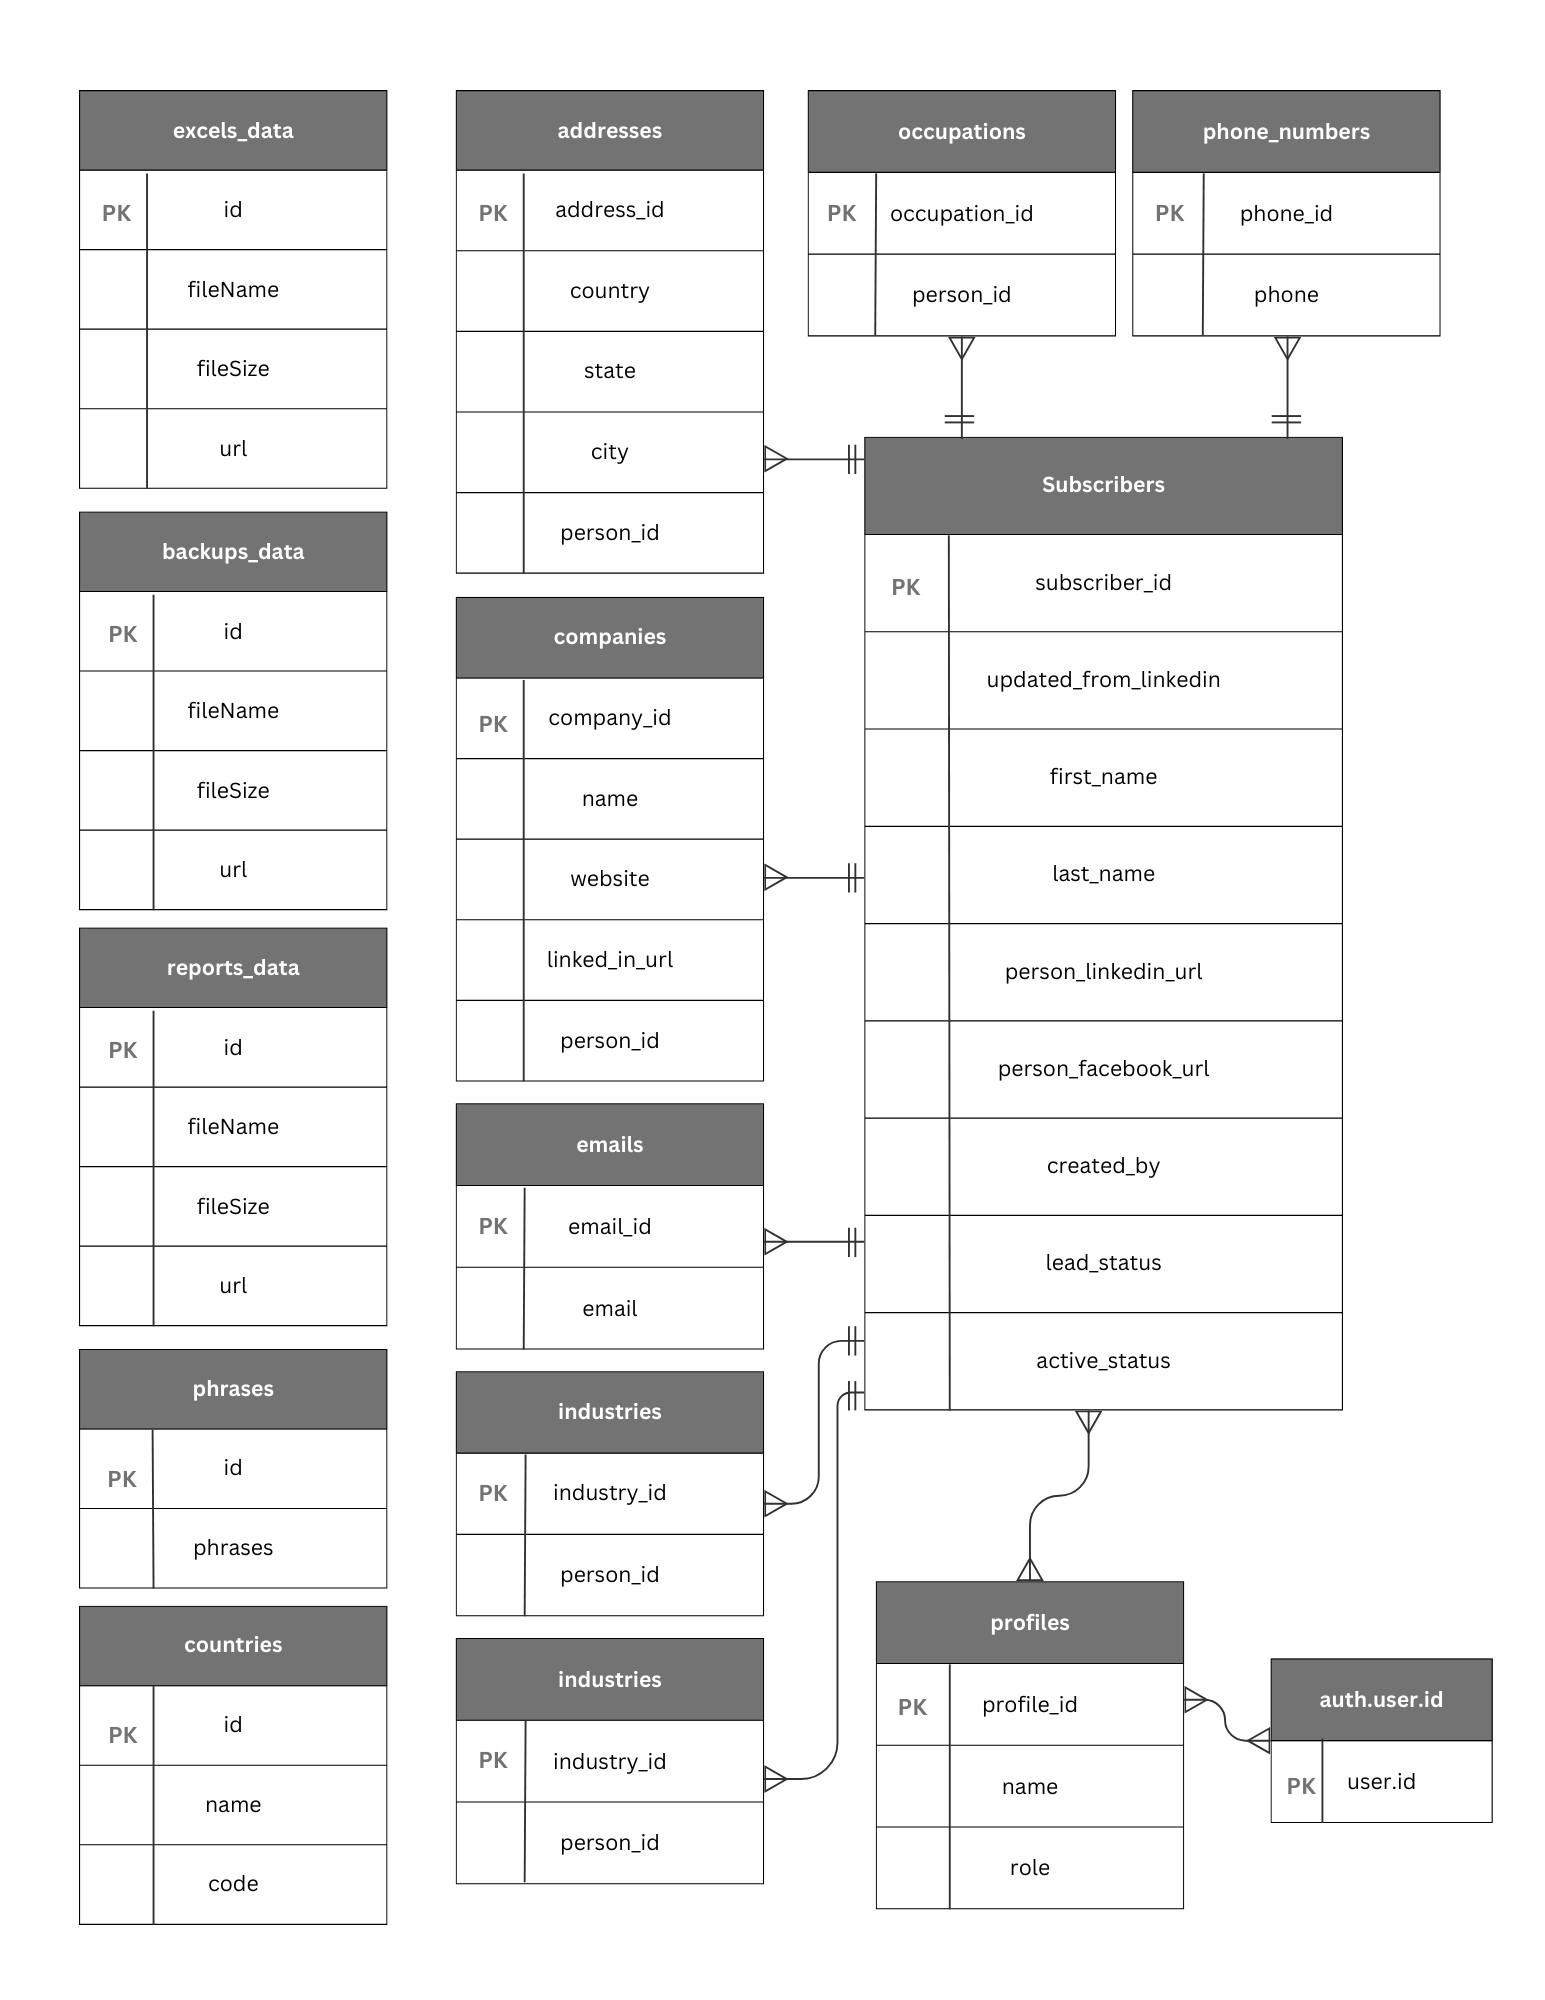 excels_data
PK id
fileName
fileSize
url
backups_data
PK id
fileName
fileSize
url
reports_data
PK id
fileName
fileSize
url
phrases
PK id
phrases
countries
PK id
name
code
addresses
PK address_id
country
state
city
person_id
companies
PK company_id
name
website
linked_in_url
person_id
emails
PK email_id
email
industries
PK industry_id
person_id
industries
PK industry_id
person_id
occupations
PK occupation_id
person_id
phone_numbers
PK phone_id
phone
Subscribers
PK subscriber_id
updated_from_linkedin
first_name
last_name
person_linkedin_url
person_facebook_url
created_by
lead_status
active_status
profiles
PK profile_id
name
role
auth.user.id
PK user.id